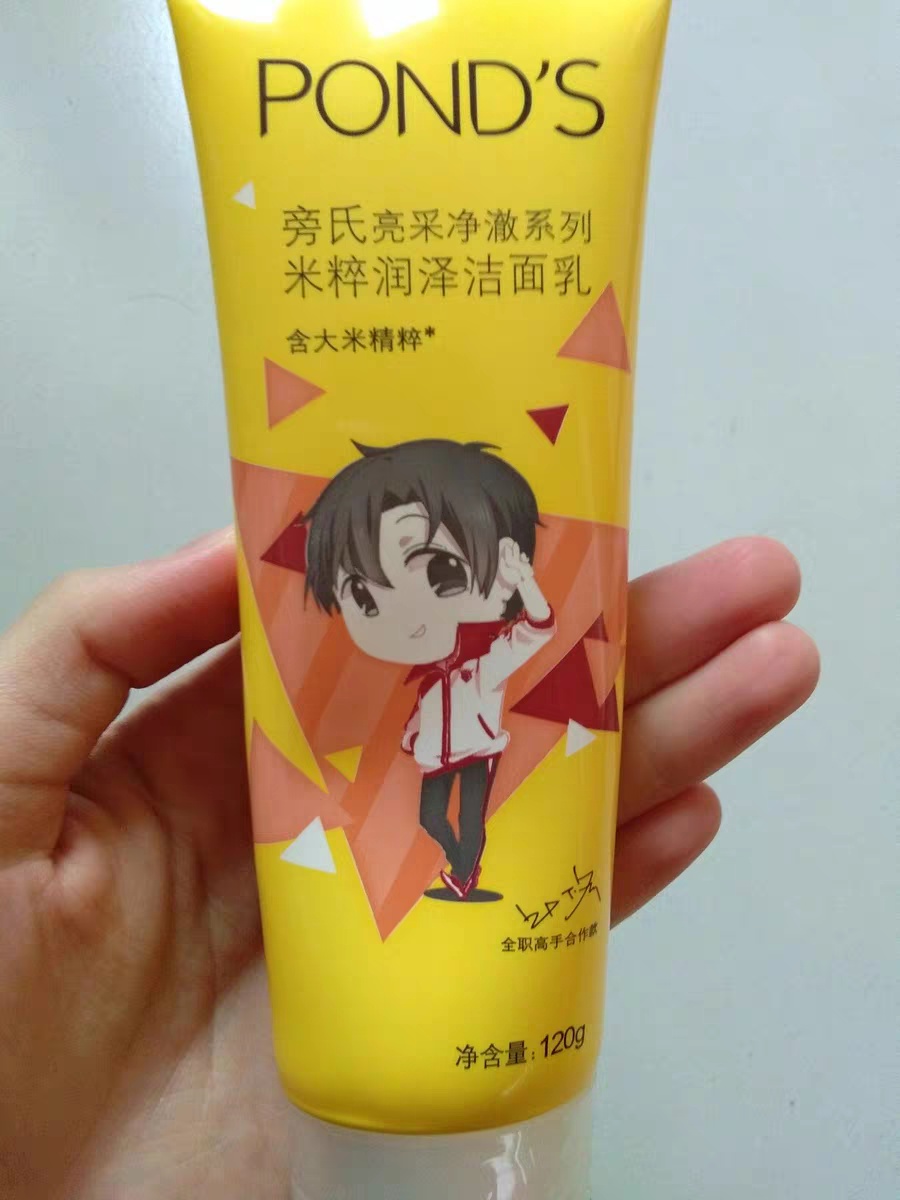 POND'S
旁氏亮采净澈系列
米粹润泽洁面乳
含大米精粹*
全职高手合作款
净含量:120g